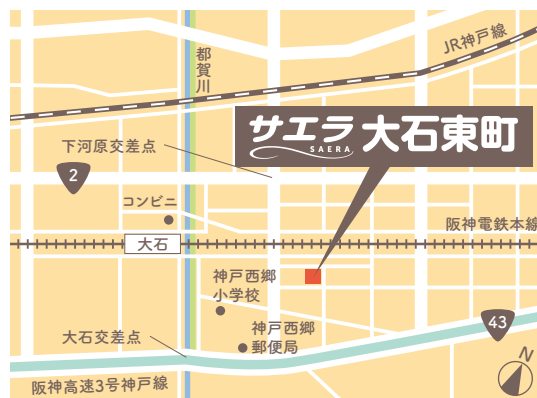 JR神戸線
都賀川
サエラ 大石東町
SAERA
下河原交差点
2
コンビニ
阪神電鉄本線
大石
神戸西郷
小学校
43
神戸西郷
郵便局
大石交差点
N
阪神高速3号神戸線